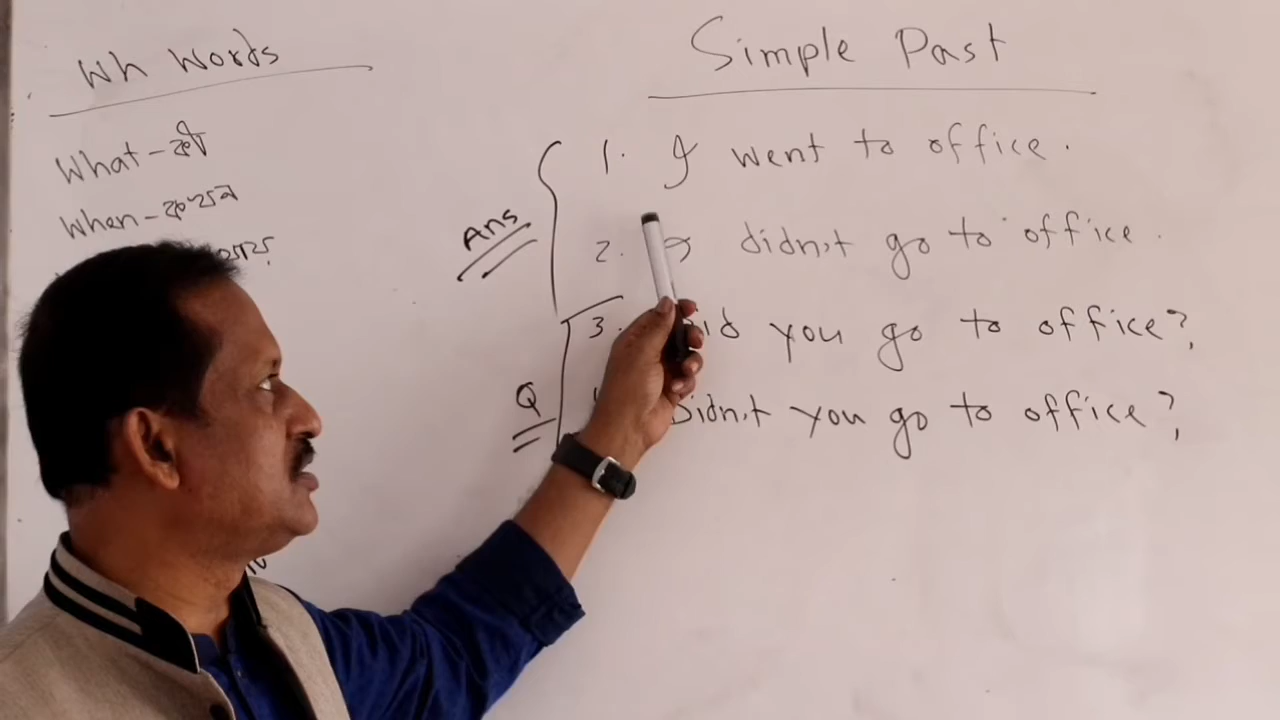 Wh Words
What - কী
When - কখন
Simple Past
Ans
1. I went to office.
2. didn't go to office.
3. Did you go to office?
Q
Didn't you go to office?